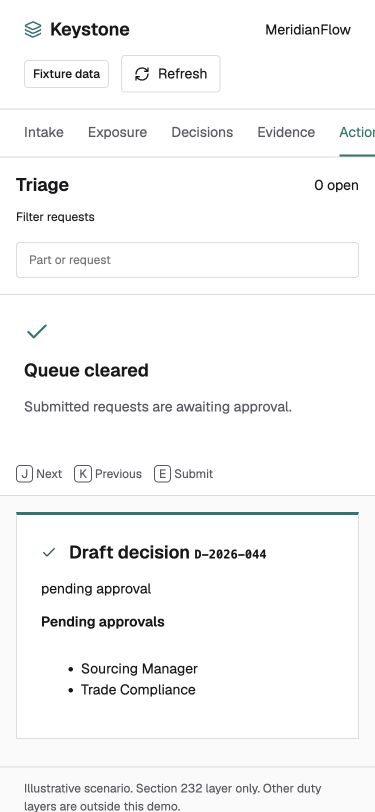 Keystone
MeridianFlow
Fixture data
Refresh
Intake Exposure Decisions Evidence Action
Triage
0 open
Filter requests
Part or request
Queue cleared
Submitted requests are awaiting approval.
J Next K Previous E Submit
Draft decision D-2026-044
pending approval
Pending approvals
• Sourcing Manager
• Trade Compliance
Illustrative scenario. Section 232 layer only. Other duty
layers are outside this demo.